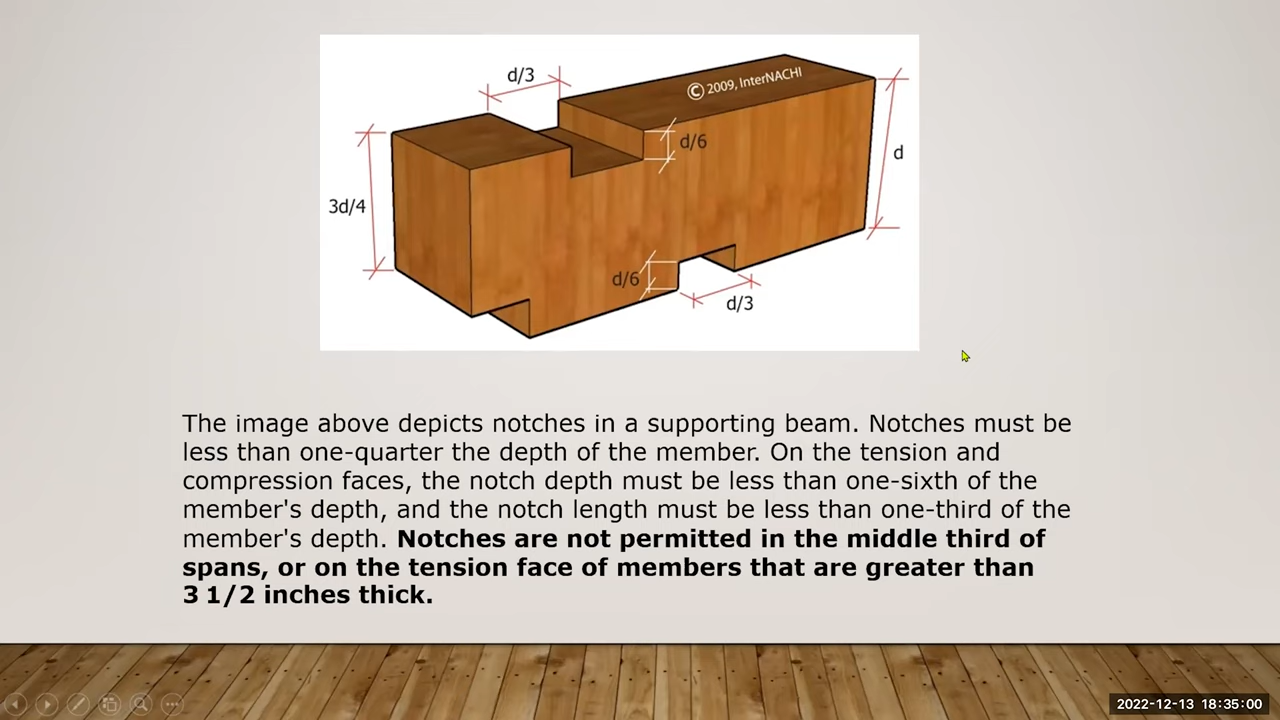 d/3
© 2009, InterNACHI
d/6
d
3d/4
d/6
d/3
The image above depicts notches in a supporting beam. Notches must be
less than one-quarter the depth of the member. On the tension and
compression faces, the notch depth must be less than one-sixth of the
member's depth, and the notch length must be less than one-third of the
member's depth. Notches are not permitted in the middle third of
spans, or on the tension face of members that are greater than
3 1/2 inches thick.
2022-12-13 18:35:00